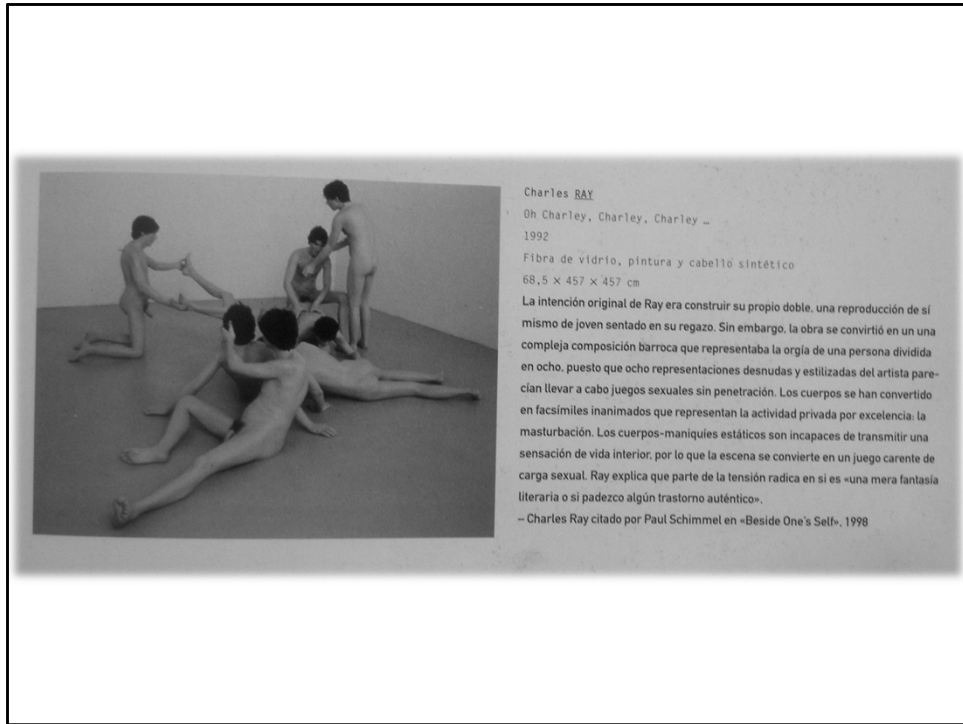 Charles RAY
Oh Charley, Charley, Charley …
1992
Fibra de vidrio, pintura y cabello sintético
68,5 × 457 × 457 cm
La intención original de Ray era construir su propio doble, una reproducción de sí
mismo de joven sentado en su regazo. Sin embargo, la obra se convirtió en un una
compleja composición barroca que representaba la orgía de una persona dividida
en ocho, puesto que ocho representaciones desnudas y estilizadas del artista pare-
cían llevar a cabo juegos sexuales sin penetración. Los cuerpos se han convertido
en facsímiles inanimados que representan la actividad privada por excelencia: la
masturbación. Los cuerpos-maniquíes estáticos son incapaces de transmitir una
sensación de vida interior, por lo que la escena se convierte en un juego carente de
carga sexual. Ray explica que parte de la tensión radica en si es «una mera fantasía
literaria o si padezco algún trastorno auténtico».
– Charles Ray citado por Paul Schimmel en «Beside One's Self», 1998